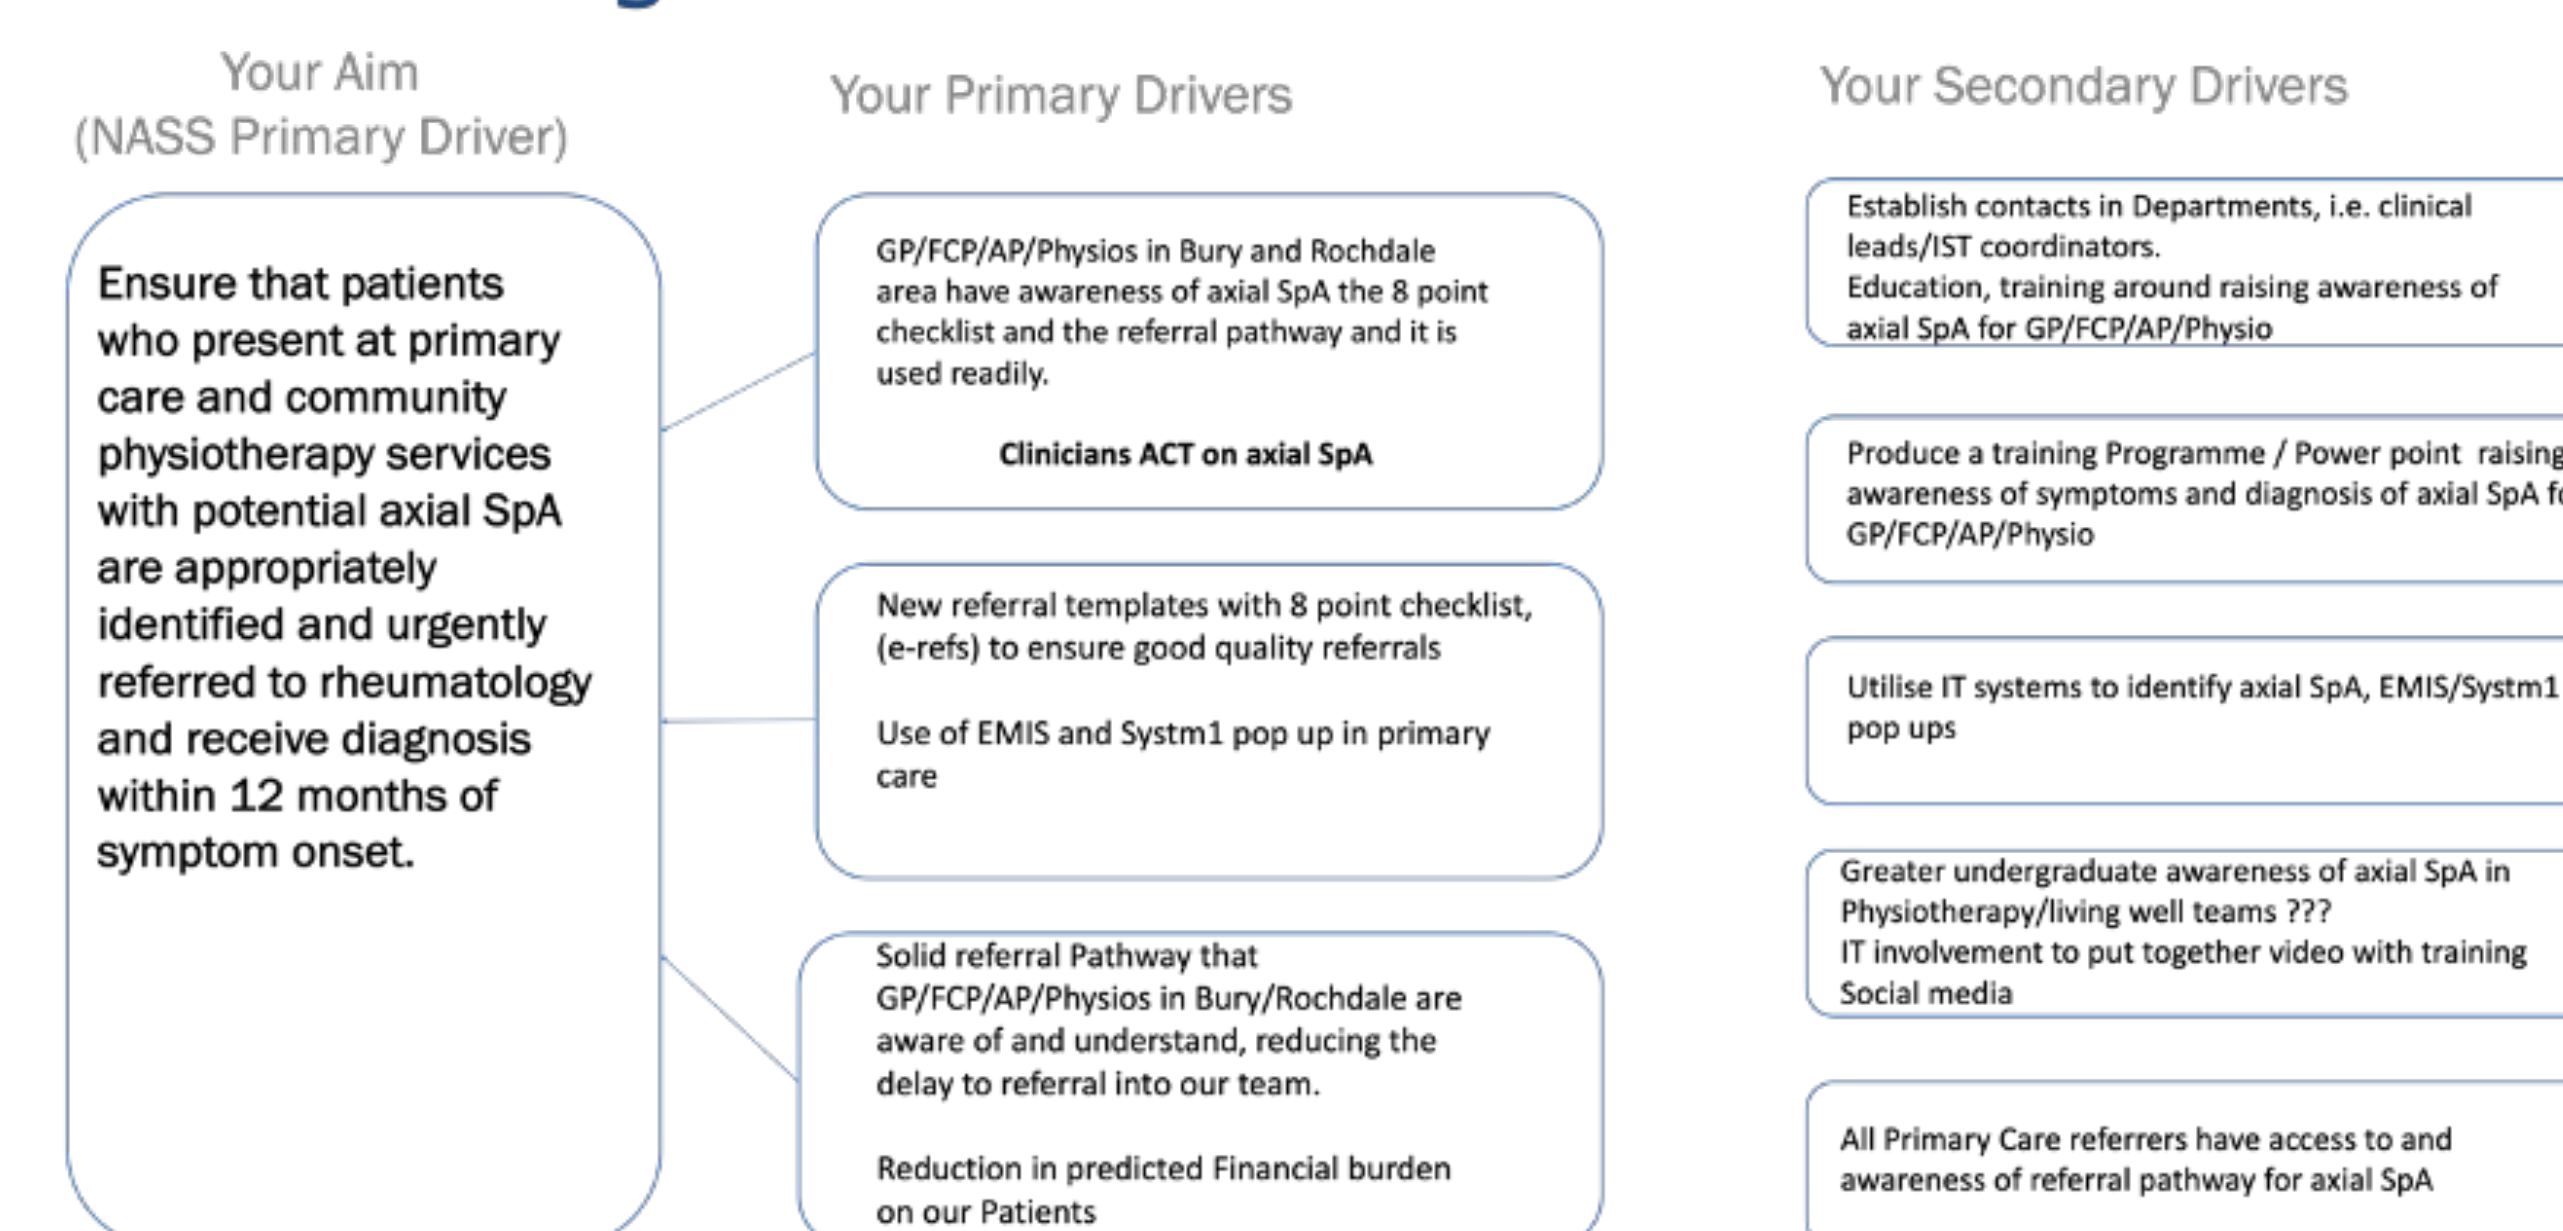 Your Aim
(NASS Primary Driver)
Ensure that patients
who present at primary
care and community
physiotherapy services
with potential axial SpA
are appropriately
identified and urgently
referred to rheumatology
and receive diagnosis
within 12 months of
symptom onset.
Your Primary Drivers
GP/FCP/AP/Physios in Bury and Rochdale
area have awareness of axial SpA the 8 point
checklist and the referral pathway and it is
used readily.
Clinicians ACT on axial SpA
New referral templates with 8 point checklist,
(e-refs) to ensure good quality referrals
Use of EMIS and Systm1 pop up in primary
care
Solid referral Pathway that
GP/FCP/AP/Physios in Bury/Rochdale are
aware of and understand, reducing the
delay to referral into our team.
Reduction in predicted Financial burden
on our Patients
Your Secondary Drivers
Establish contacts in Departments, i.e. clinical
leads/IST coordinators.
Education, training around raising awareness of
axial SpA for GP/FCP/AP/Physio
Produce a training Programme / Power point raising
awareness of symptoms and diagnosis of axial SpA
GP/FCP/AP/Physio
Utilise IT systems to identify axial SpA, EMIS/Systm1
pop ups
Greater undergraduate awareness of axial SpA in
Physiotherapy/living well teams ???
IT involvement to put together video with training
Social media
All Primary Care referrers have access to and
awareness of referral pathway for axial SpA